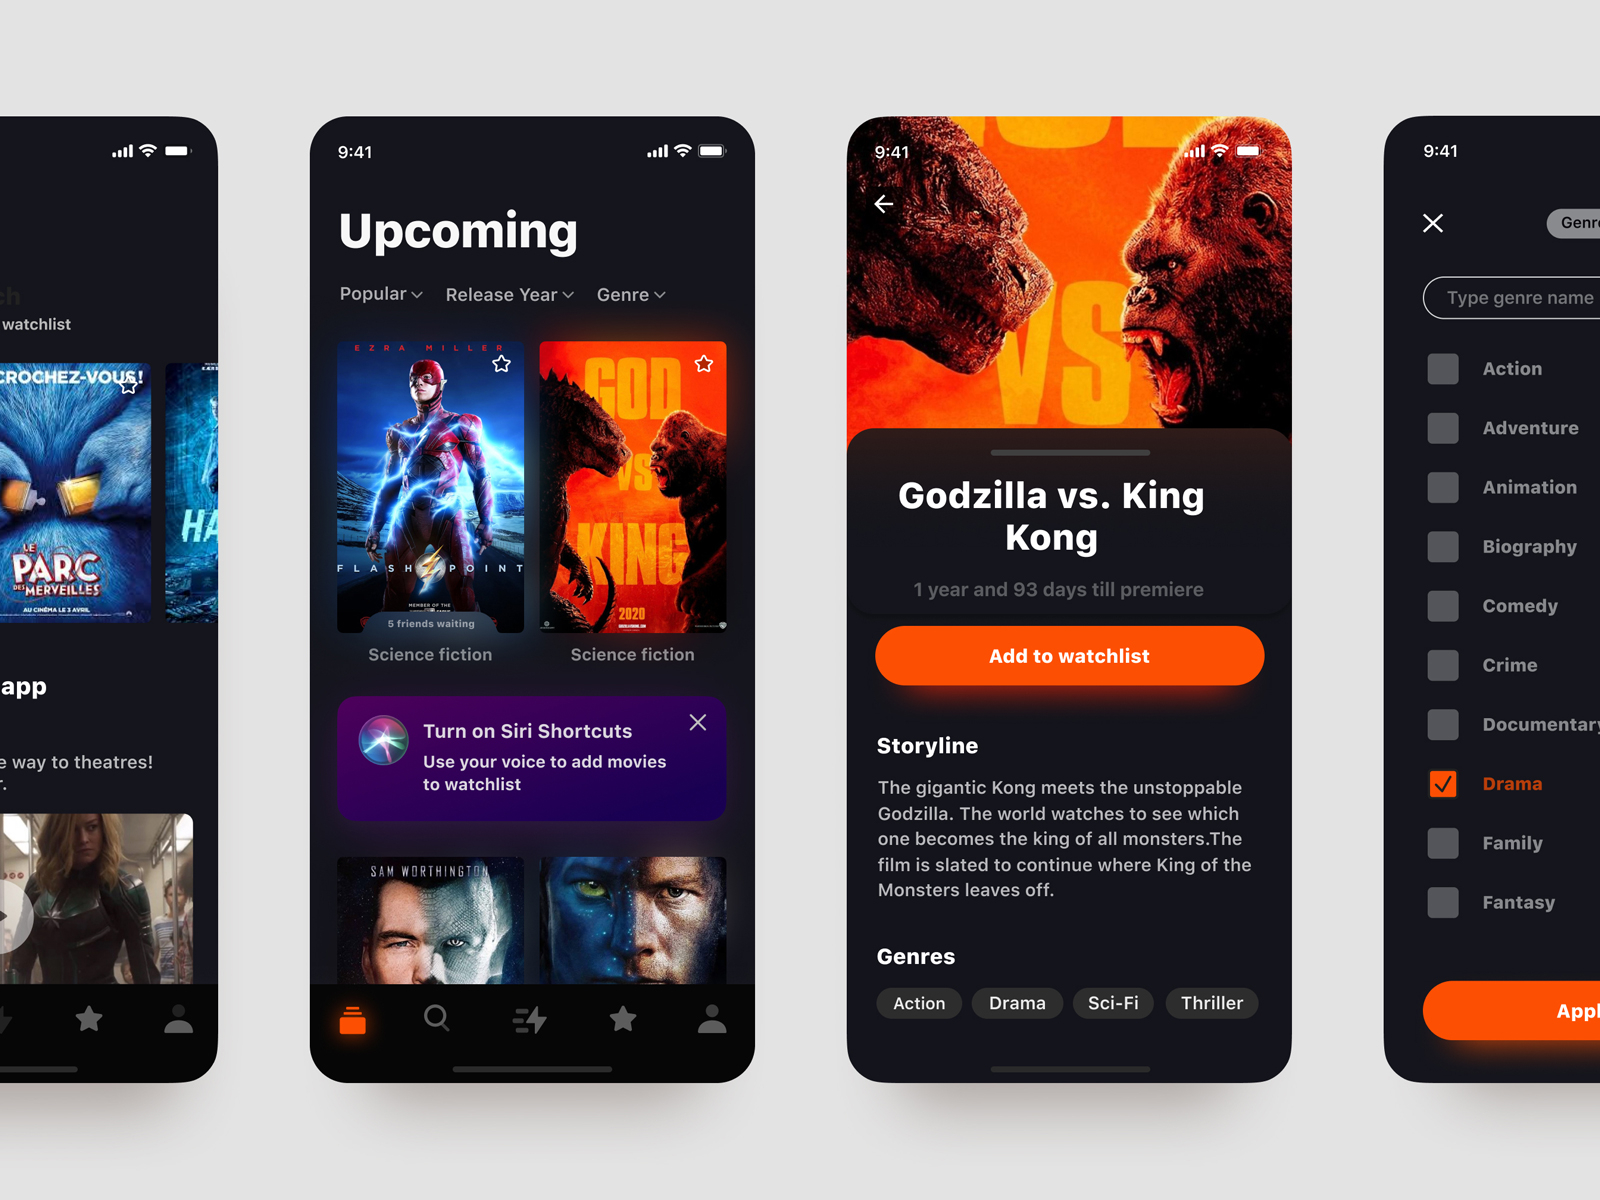 ch
watchlist
CROCHEZ-VOUS!
LE
PARC
DES
MERVEILLES
AU CINÉMA LE 3 AVRIL
HA
app
e way to theatres!
r.
9:41
Upcoming
Popular
Release Year
Genre
EZRA MILLER
FLASHPOINT
MEMBER OF THE
5 friends waiting
Science fiction
GOD
VS
KING
2020
Science fiction
Turn on Siri Shortcuts
Use your voice to add movies
to watchlist
SAM WORTHINGTON
9:41
VS
Godzilla vs. King
Kong
1 year and 93 days till premiere
Add to watchlist
Storyline
The gigantic Kong meets the unstoppable
Godzilla. The world watches to see which
one becomes the king of all monsters.The
film is slated to continue where King of the
Monsters leaves off.
Genres
Action
Drama
Sci-Fi
Thriller
9:41
Genre
Type genre name
Action
Adventure
Animation
Biography
Comedy
Crime
Documentary
Drama
Family
Fantasy
Appl